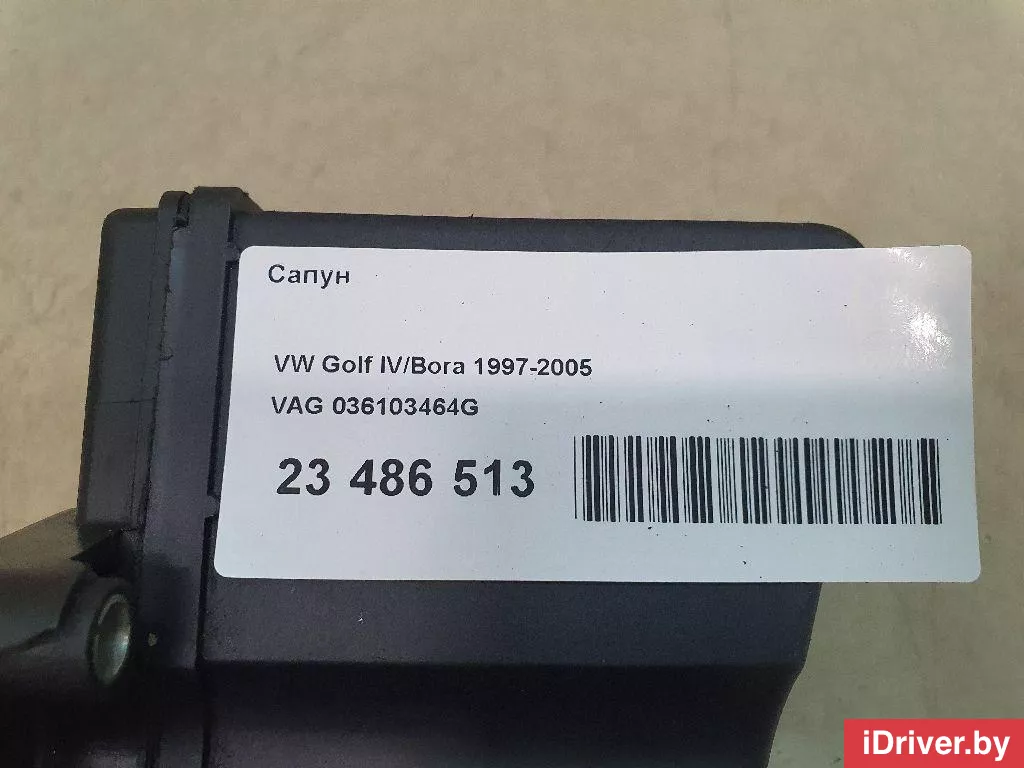 Сапун
VW Golf IV/Bora 1997-2005
VAG 036103464G
23 486 513
iDriver.by